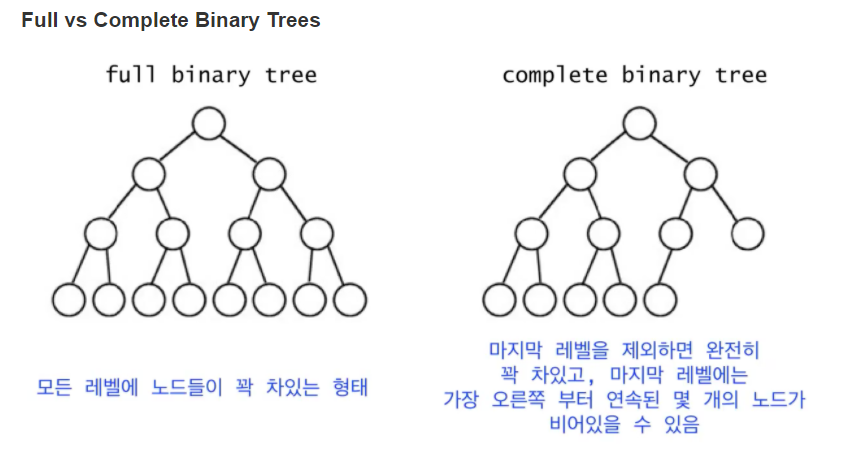 Full vs Complete Binary Trees
full binary tree
complete binary tree
모든 레벨에 노드들이 꽉 차있는 형태
마지막 레벨을 제외하면 완전히
꽉 차있고, 마지막 레벨에는
가장 오른쪽 부터 연속된 몇 개의 노드가
비어있을 수 있음